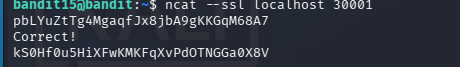 bandit15@bandit:~$ ncat --ssl localhost 30001
pbLYuZtTg4MgaqfJx8jbA9gKKGqM68A7
Correct!
kS0Hf0u5HiXFwKMKFqXvPdOTNGGa0X8V